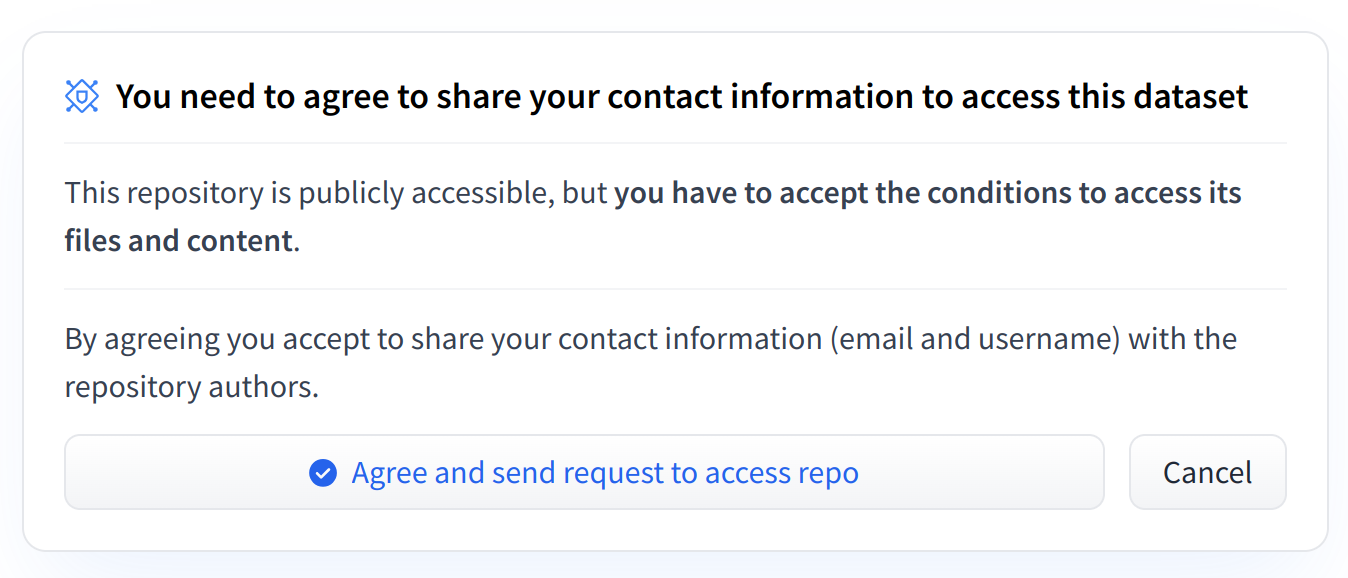 You need to agree to share your contact information to access this dataset
This repository is publicly accessible, but you have to accept the conditions to access its
files and content.
By agreeing you accept to share your contact information (email and username) with the
repository authors.
Agree and send request to access repo
Cancel